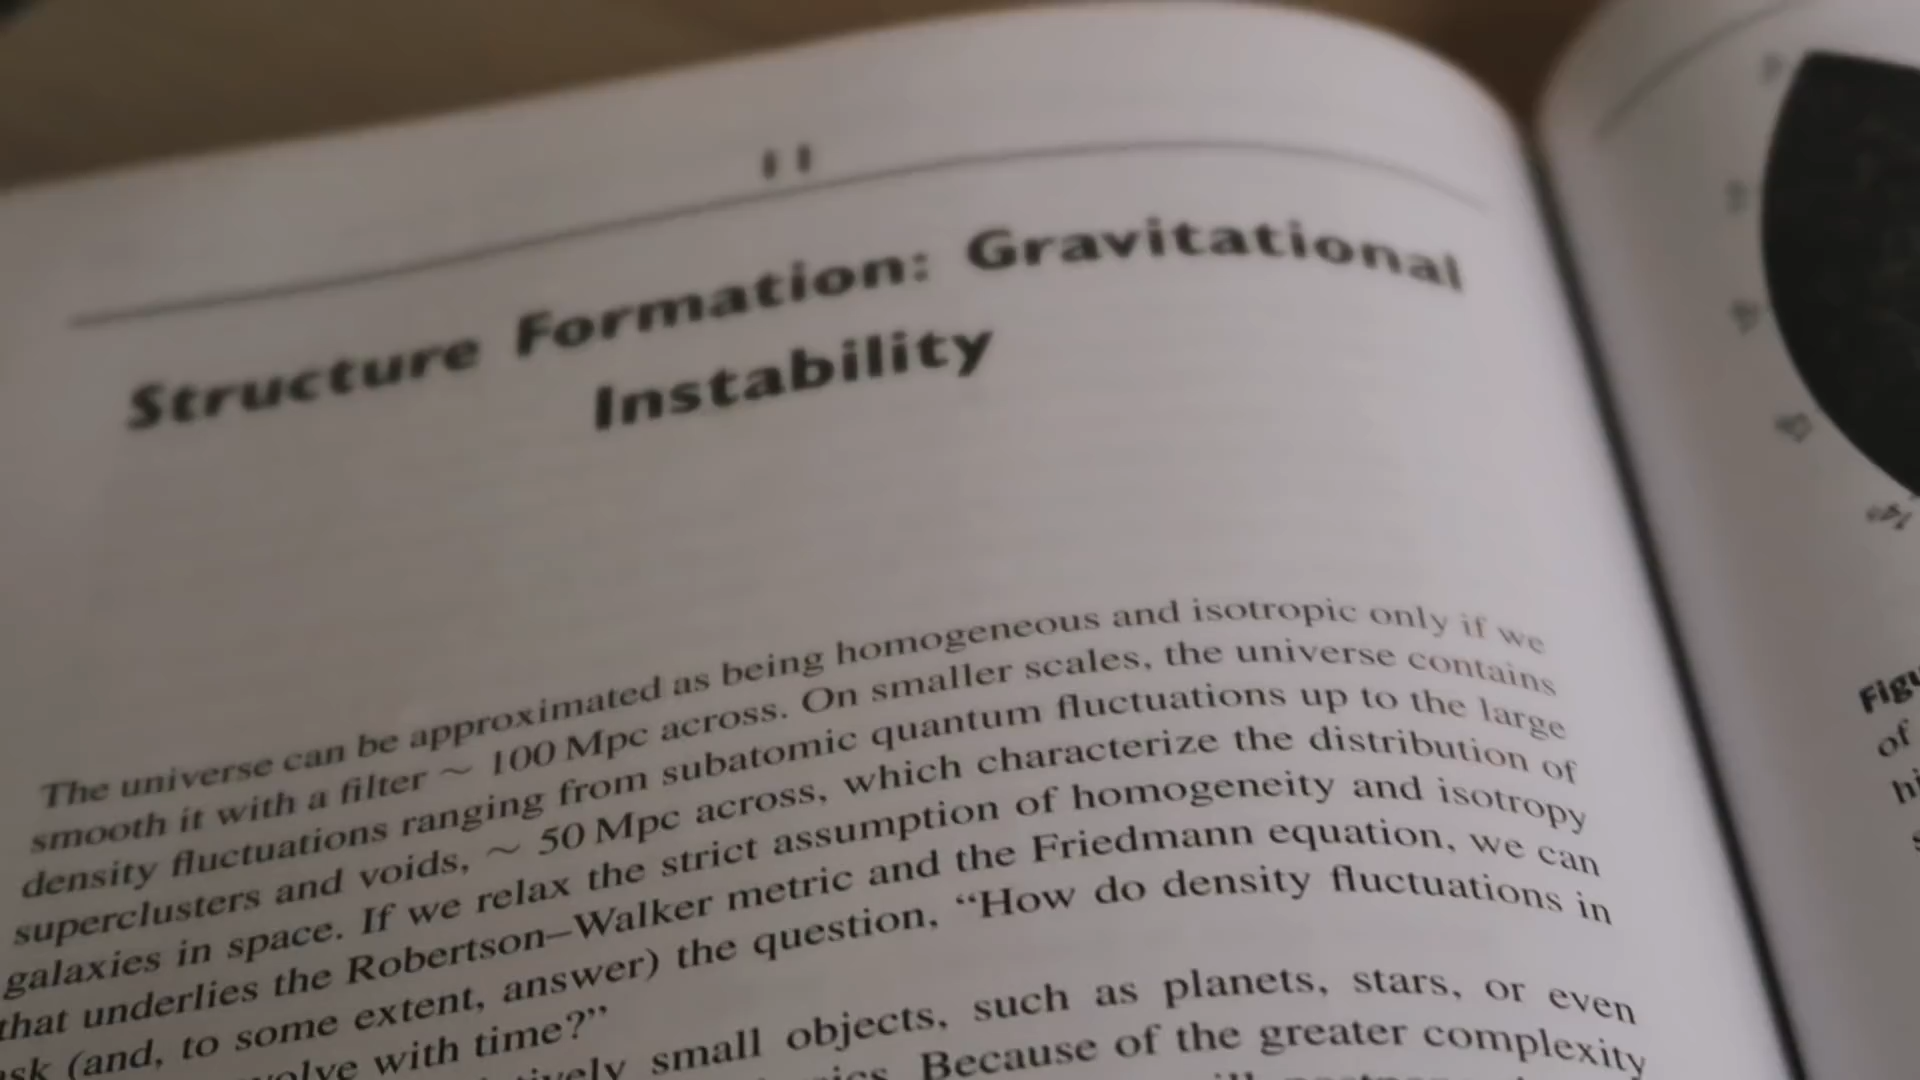 11
Structure Formation: Gravitational
Instability
The universe can be approximated as being homogeneous and isotropic only if we
smooth it with a filter ~ 100 Mpc across. On smaller scales, the universe contains
density fluctuations ranging from subatomic quantum fluctuations up to the large
superclusters and voids, ~ 50 Mpc across, which characterize the distribution of
galaxies in space. If we relax the strict assumption of homogeneity and isotropy
that underlies the Robertson–Walker metric and the Friedmann equation, we can
(and, to some extent, answer) the question, “How do density fluctuations in
with time?”
small objects, such as planets, stars, or even
Because of the greater complexity
of